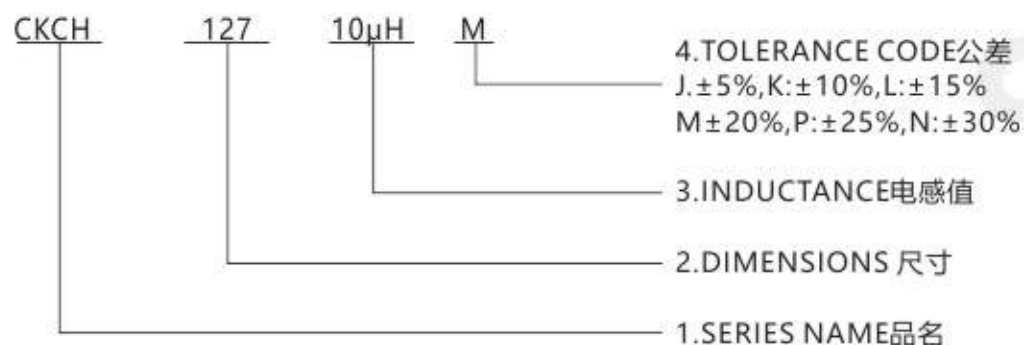 CKCH 127 10μH M
4.TOLERANCE CODE公差
J.±5%,K:±10%,L:±15%
M±20%,P:±25%,N:±30%
3.INDUCTANCE电感值
2.DIMENSIONS 尺寸
1.SERIES NAME品名